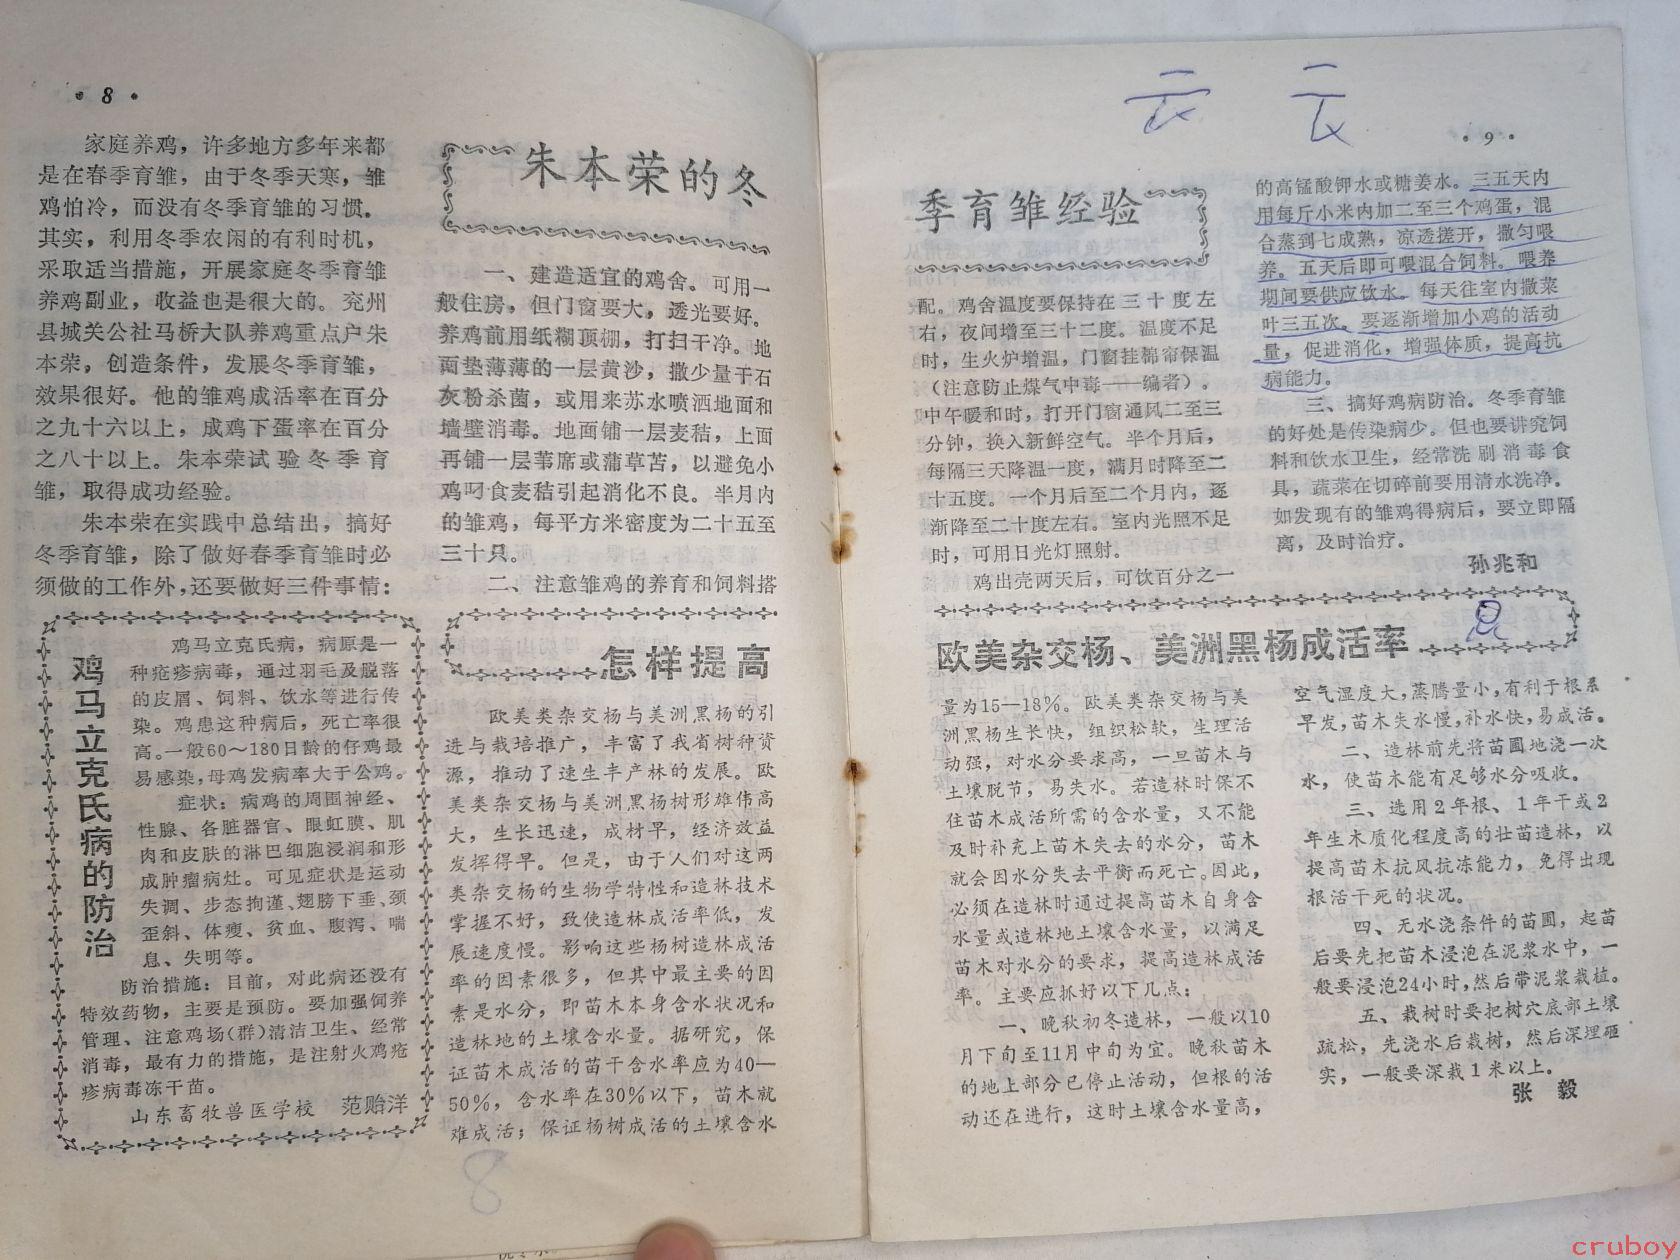 · 8 ·
朱本荣的冬
家庭养鸡，许多地方多年来都
是在春季育雏，由于冬季天寒，雏
鸡怕冷，而没有冬季育雏的习惯。
其实，利用冬季农闲的有利时机，
采取适当措施，开展家庭冬季育雏
养鸡副业，收益也是很大的。兖州
县城关公社马桥大队养鸡重点户朱
本荣，创造条件，发展冬季育雏，
效果很好。他的雏鸡成活率在百分
之九十六以上，成鸡下蛋率在百分
之八十以上。朱本荣试验冬季育
雏，取得成功经验。
朱本荣在实践中总结出，搞好
冬季育雏，除了做好春季育雏时必
须做的工作外，还要做好三件事情：
一、建造适宜的鸡舍。可用一
般住房，但门窗要大，透光要好。
养鸡前用纸糊顶棚，打扫干净。地
面垫薄薄的一层黄沙，撒少量干石
灰粉杀菌，或用来苏水喷洒地面和
墙壁消毒。地面铺一层麦秸，上面
再铺一层苇席或蒲草苫，以避免小
鸡叼食麦秸引起消化不良。半月内
的雏鸡，每平方米密度为二十五至
三十只。
二、注意雏鸡的养育和饲料搭
鸡马立克氏病的防治
鸡马立克氏病，病原是一
种疮疹病毒，通过羽毛及脱落
的皮屑、饲料、饮水等进行传
染。鸡患这种病后，死亡率很
高。一般60～180日龄的仔鸡最
易感染，母鸡发病率大于公鸡。
症状：病鸡的周围神经、
性腺、各脏器官、眼虹膜、肌
肉和皮肤的淋巴细胞浸润和形
成肿瘤病灶。可见症状是运动
失调、步态拘谨、翅膀下垂、颈
歪斜、体瘦、贫血、腹泻、喘
息、失明等。
防治措施：目前，对此病还没有
特效药物，主要是预防。要加强饲养
管理、注意鸡场(群)清洁卫生、经常
消毒，最有力的措施，是注射火鸡疮
疹病毒冻干苗。
山东畜牧兽医学校　范贻洋
怎样提高
欧美类杂交杨与美洲黑杨的引
进与栽培推广，丰富了我省树种资
源，推动了速生丰产林的发展。欧
美类杂交杨与美洲黑杨树形雄伟高
大，生长迅速，成材早，经济效益
发挥得早。但是，由于人们对这两
类杂交杨的生物学特性和造林技术
掌握不好，致使造林成活率低，发
展速度慢。影响这些杨树造林成活
率的因素很多，但其中最主要的因
素是水分，即苗木本身含水状况和
造林地的土壤含水量。据研究，保
证苗木成活的苗干含水率应为40—
50%，含水率在30%以下，苗木就
难成活；保证杨树成活的土壤含水
8
云 云
· 9 ·
季育雏经验
配。鸡舍温度要保持在三十度左
右，夜间增至三十二度。温度不足
时，生火炉增温，门窗挂棉帘保温
（注意防止煤气中毒——编者）。
中午暖和时，打开门窗通风二至三
分钟，换入新鲜空气。半个月后，
每隔三天降温一度，满月时降至二
十五度。一个月后至二个月内，逐
渐降至二十度左右。室内光照不足
时，可用日光灯照射。
鸡出壳两天后，可饮百分之一
的高锰酸钾水或糖姜水。三五天内
用每斤小米内加二至三个鸡蛋，混
合蒸到七成熟，凉透搓开，撒匀喂
养。五天后即可喂混合饲料。喂养
期间要供应饮水。每天往室内撒菜
叶三五次。要逐渐增加小鸡的活动
量，促进消化，增强体质，提高抗
病能力。
三、搞好鸡病防治。冬季育雏
的好处是传染病少。但也要讲究饲
料和饮水卫生，经常洗刷消毒食
具，蔬菜在切碎前要用清水洗净。
如发现有的雏鸡得病后，要立即隔
离，及时治疗。
孙兆和
欧美杂交杨、美洲黑杨成活率
量为15—18%。欧美类杂交杨与美
洲黑杨生长快，组织松软，生理活
动强，对水分要求高，一旦苗木与
土壤脱节，易失水。若造林时保不
住苗木成活所需的含水量，又不能
及时补充上苗木失去的水分，苗木
就会因水分失去平衡而死亡。因此，
必须在造林时通过提高苗木自身含
水量或造林地土壤含水量，以满足
苗木对水分的要求，提高造林成活
率。主要应抓好以下几点：
一、晚秋初冬造林，一般以10
月下旬至11月中旬为宜。晚秋苗木
的地上部分已停止活动，但根的活
动还在进行，这时土壤含水量高，
空气湿度大，蒸腾量小，有利于根系
早发，苗木失水慢，补水快，易成活。
二、造林前先将苗圃地浇一次
水，使苗木能有足够水分吸收。
三、选用2年根、1年干或2
年生木质化程度高的壮苗造林，以
提高苗木抗风抗冻能力，免得出现
根活干死的状况。
四、无水浇条件的苗圃，起苗
后要先把苗木浸泡在泥浆水中，一
般要浸泡24小时，然后带泥浆栽植。
五、栽树时要把树穴底部土壤
疏松，先浇水后栽树，然后深埋砸
实，一般要深栽1米以上。
张　毅
cruboy